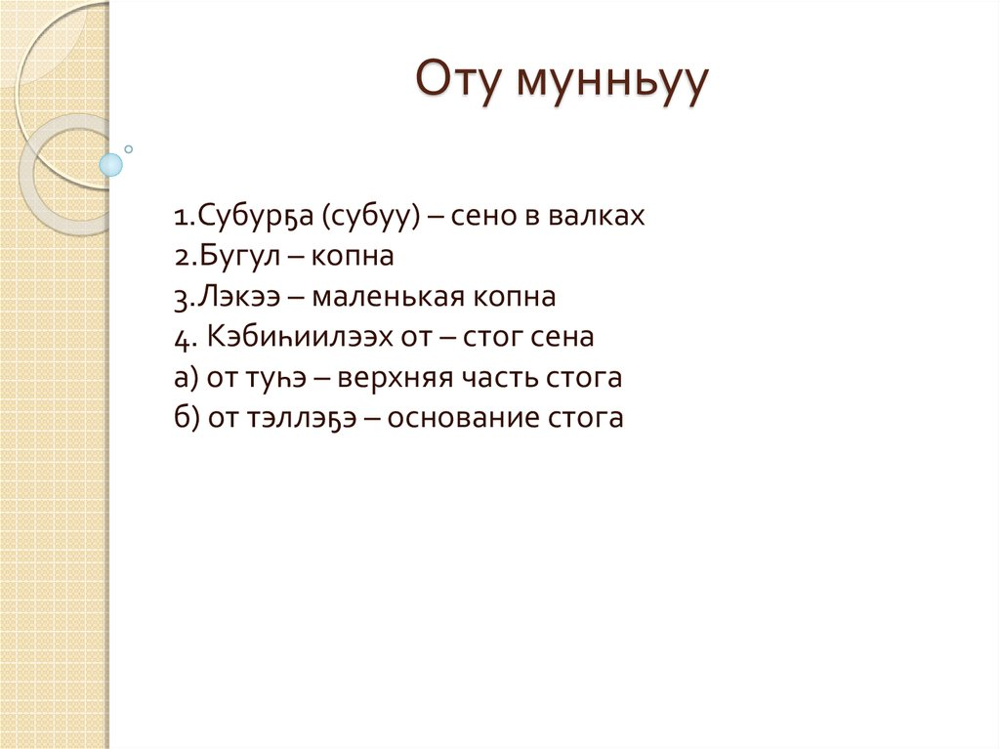 Оту мунньуу
1.Субурҕа (субуу) – сено в валках
2.Бугул – копна
3.Лэкээ – маленькая копна
4. Кэбиһиилээх от – стог сена
а) от туһэ – верхняя часть стога
б) от тэллэҕэ – основание стога